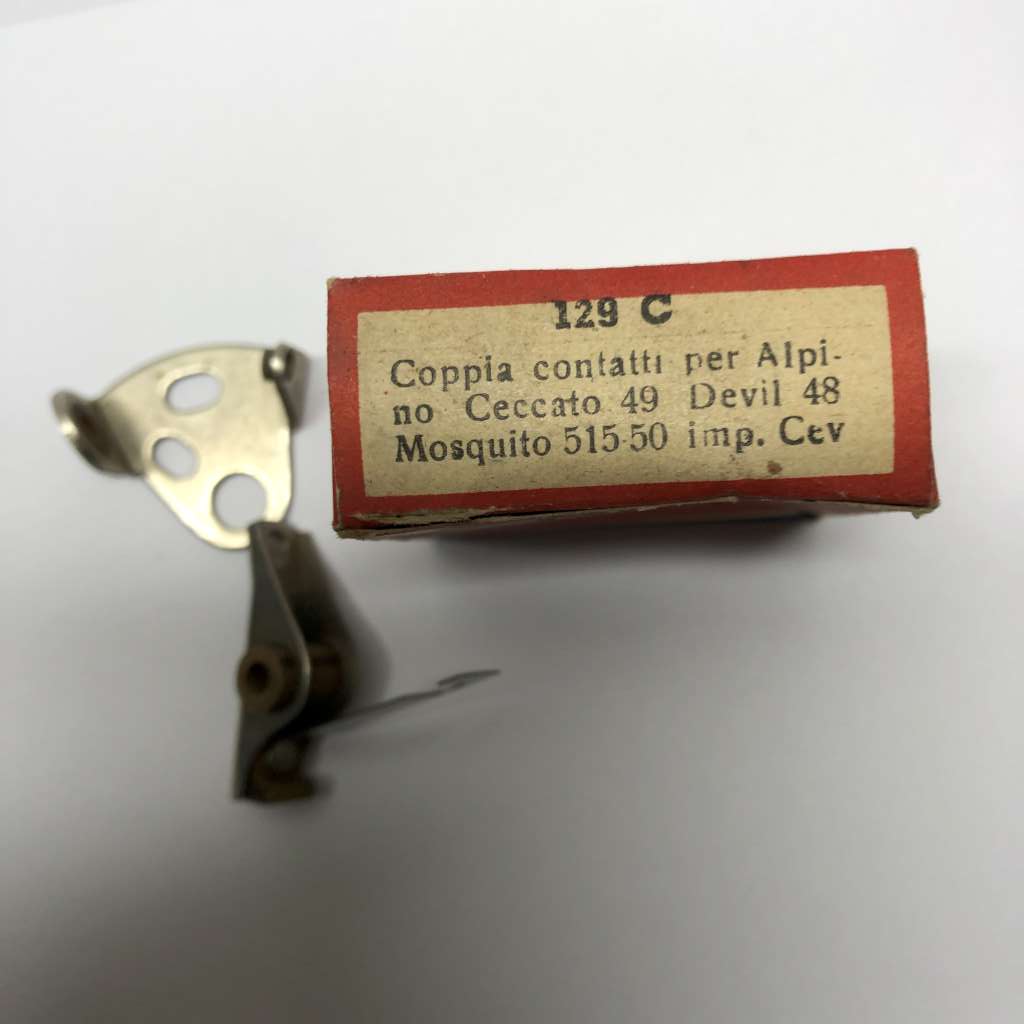 129 C
Coppia contatti per Alpi-
no Ceccato 49 Devil 48
Mosquito 515-50 imp. Cev